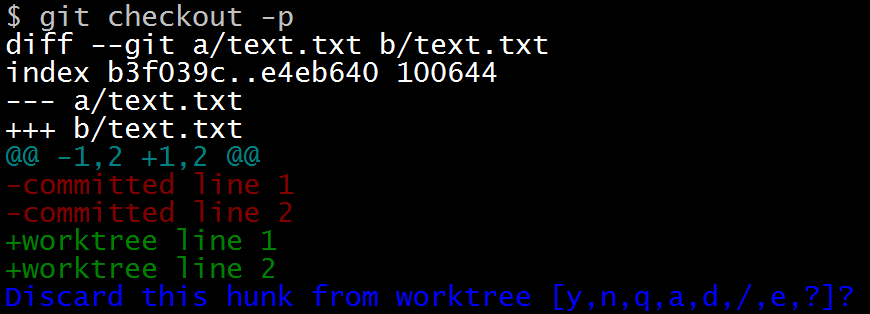 $ git checkout -p
diff --git a/text.txt b/text.txt
index b3f039c..e4eb640 100644
--- a/text.txt
+++ b/text.txt
@@ -1,2 +1,2 @@
-committed line 1
-committed line 2
+worktree line 1
+worktree line 2
Discard this hunk from worktree [y,n,q,a,d,/,e,?]?